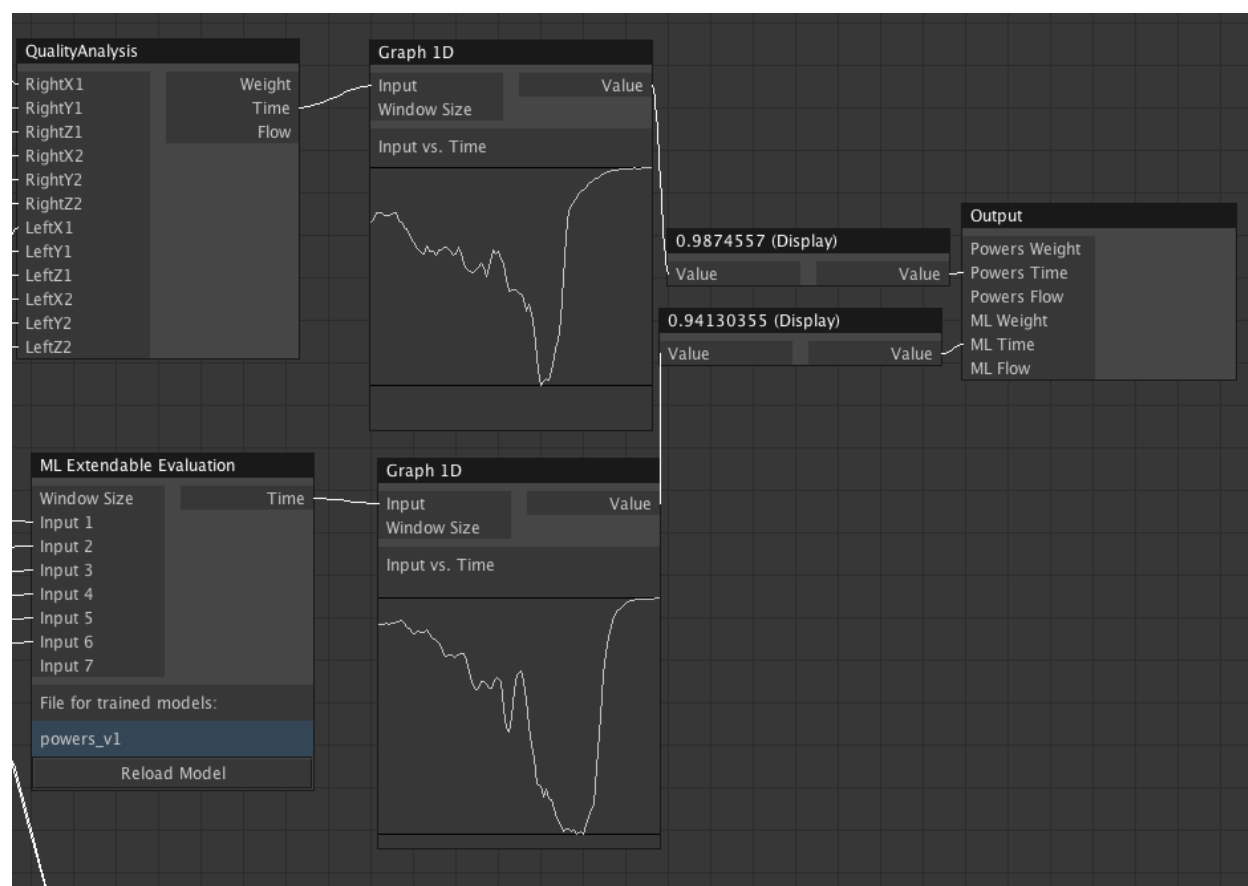 QualityAnalysis
RightX1
Weight
RightY1
Time
RightZ1
Flow
RightX2
RightY2
RightZ2
LeftX1
LeftY1
LeftZ1
LeftX2
LeftY2
LeftZ2
Graph 1D
Input
Value
Window Size
Input vs. Time
0.9874557 (Display)
Value
Value
0.94130355 (Display)
Value
Value
Output
Powers Weight
Powers Time
Powers Flow
ML Weight
ML Time
ML Flow
ML Extendable Evaluation
Window Size
Time
Input 1
Input 2
Input 3
Input 4
Input 5
Input 6
Input 7
File for trained models:
powers_v1
Reload Model
Graph 1D
Input
Value
Window Size
Input vs. Time